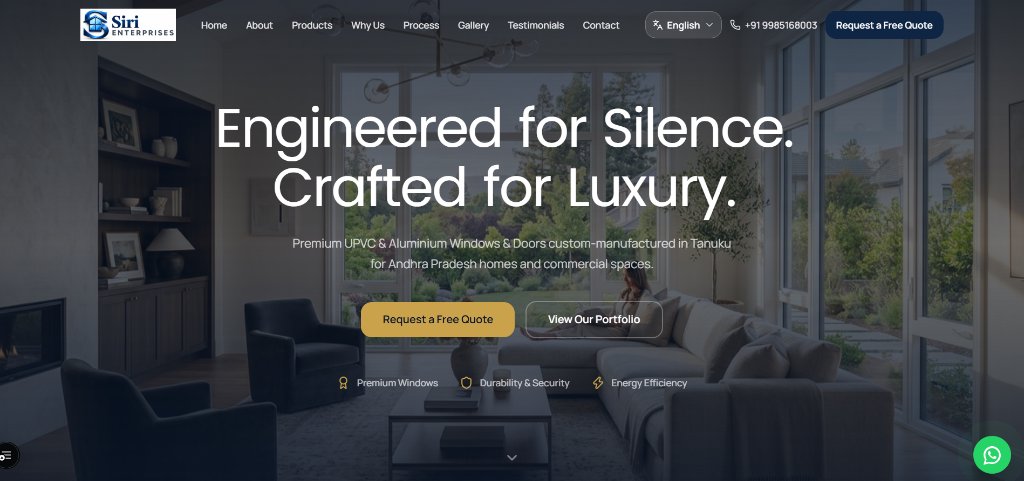 Siri
ENTERPRISES
Home
About
Products
Why Us
Process
Gallery
Testimonials
Contact
English
+91 9985168003
Request a Free Quote
Engineered for Silence.
Crafted for Luxury.
Premium UPVC & Aluminium Windows & Doors custom-manufactured in Tanuku
for Andhra Pradesh homes and commercial spaces.
Request a Free Quote
View Our Portfolio
Premium Windows
Durability & Security
Energy Efficiency